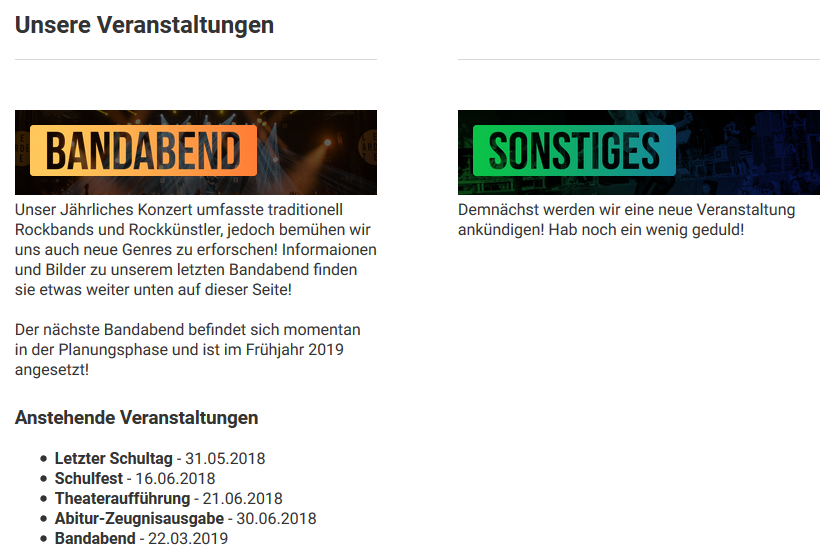 Unsere Veranstaltungen
BANDABEND
Unser Jährliches Konzert umfasste traditionell
Rockbands und Rockkünstler, jedoch bemühen wir
uns auch neue Genres zu erforschen! Informaionen
und Bilder zu unserem letzten Bandabend finden
sie etwas weiter unten auf dieser Seite!
Der nächste Bandabend befindet sich momentan
in der Planungsphase und ist im Frühjahr 2019
angesetzt!
Anstehende Veranstaltungen
• Letzter Schultag - 31.05.2018
• Schulfest - 16.06.2018
• Theateraufführung - 21.06.2018
• Abitur-Zeugnisausgabe - 30.06.2018
• Bandabend - 22.03.2019
SONSTIGES
Demnächst werden wir eine neue Veranstaltung
ankündigen! Hab noch ein wenig geduld!